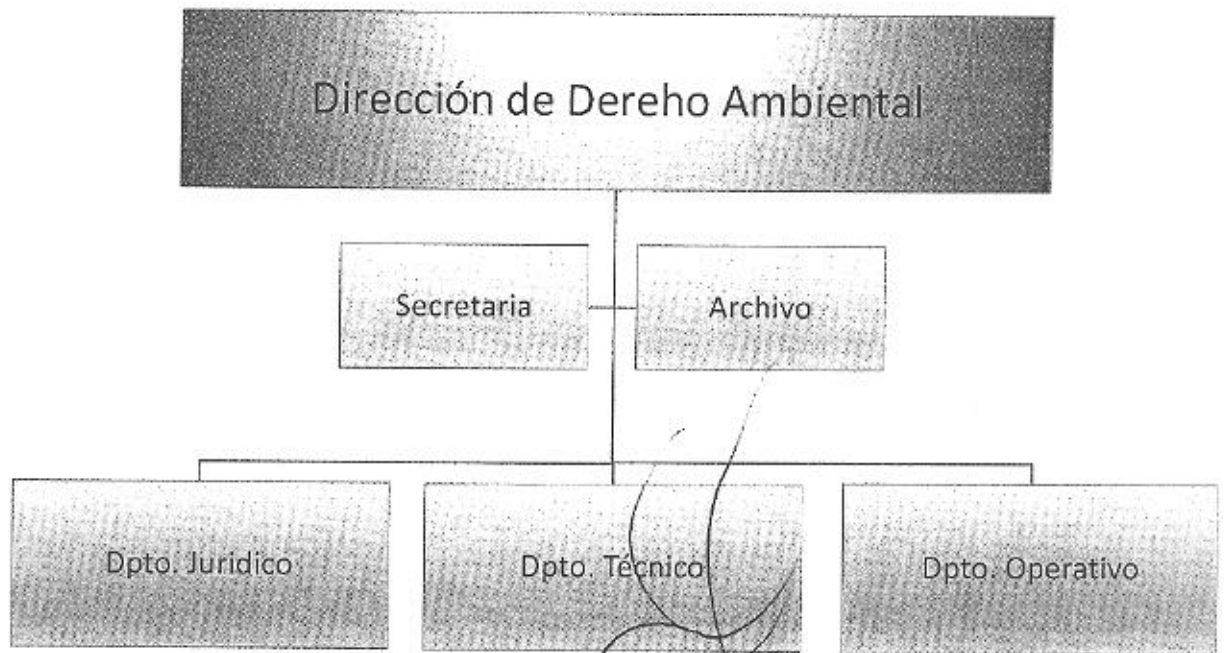 Dirección de Dereho Ambiental
Secretaria
Archivo
Dpto. Juridico
Dpto. Técnico
Dpto. Operativo